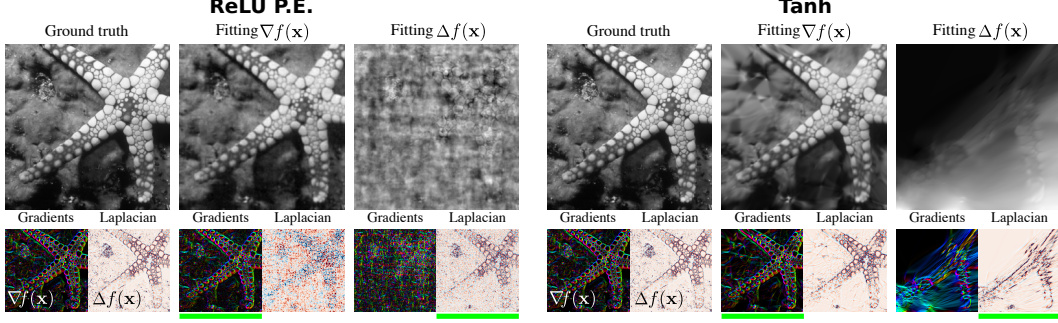 ReLU P.E.
Ground truth
Fitting ∇f(x)
Fitting Δf(x)
Gradients
Laplacian
Gradients
Laplacian
Gradients
Laplacian
∇f(x)
Δf(x)
Tanh
Ground truth
Fitting ∇f(x)
Fitting Δf(x)
Gradients
Laplacian
Gradients
Laplacian
Gradients
Laplacian
∇f(x)
Δf(x)